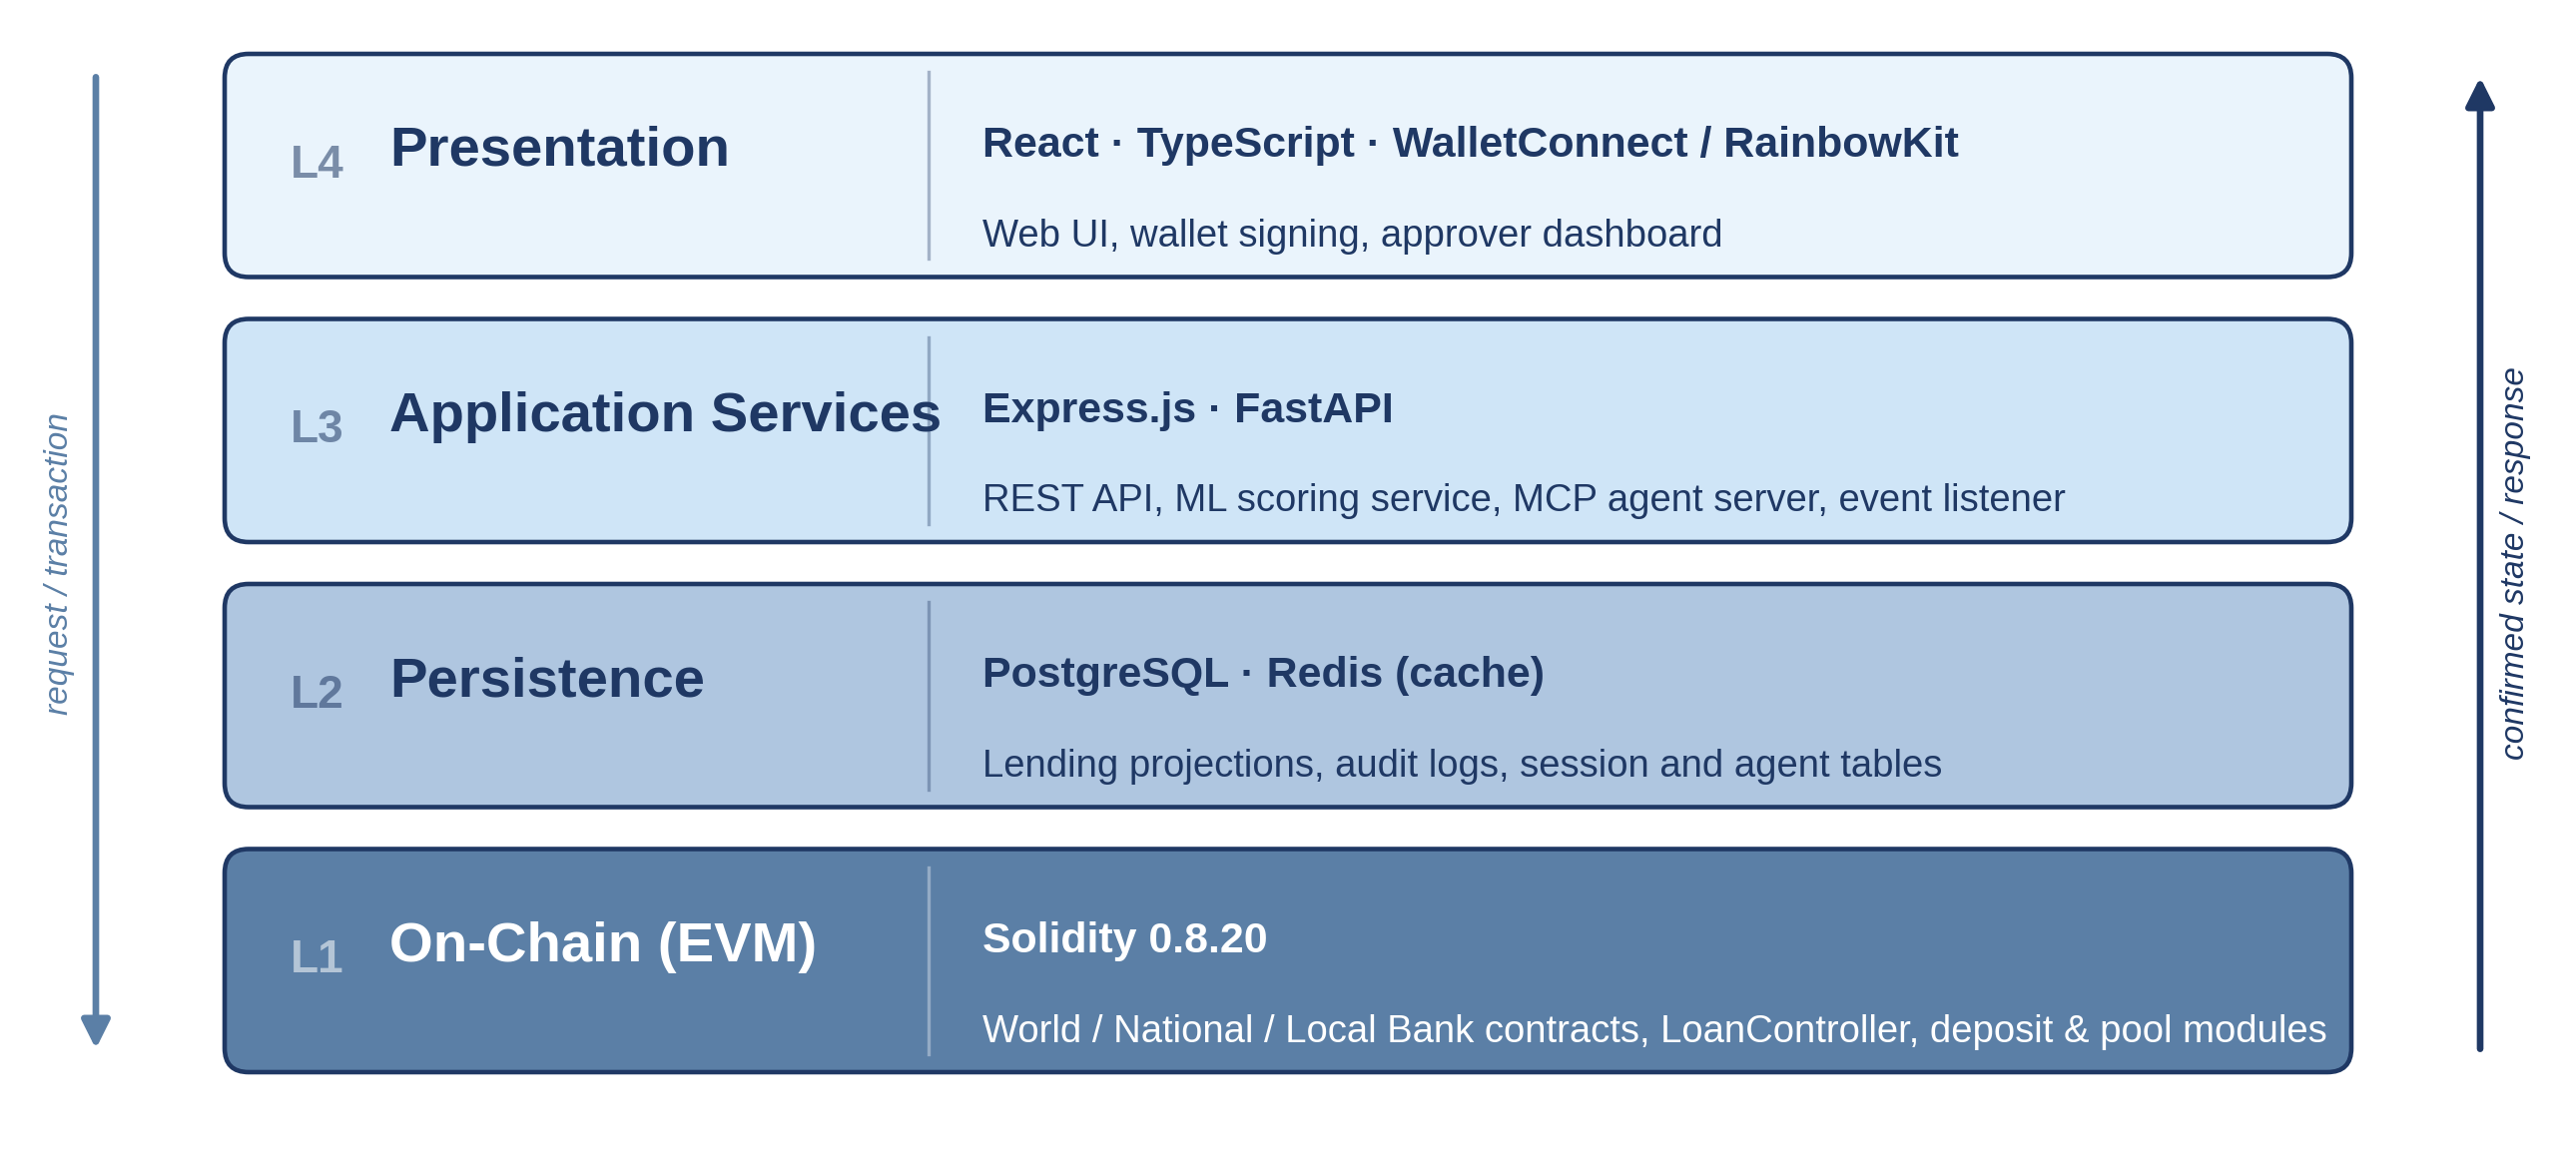 request / transaction
L4 Presentation
React · TypeScript · WalletConnect / RainbowKit
Web UI, wallet signing, approver dashboard
L3 Application Services
Express.js · FastAPI
REST API, ML scoring service, MCP agent server, event listener
L2 Persistence
PostgreSQL · Redis (cache)
Lending projections, audit logs, session and agent tables
L1 On-Chain (EVM)
Solidity 0.8.20
World / National / Local Bank contracts, LoanController, deposit & pool modules
confirmed state / response